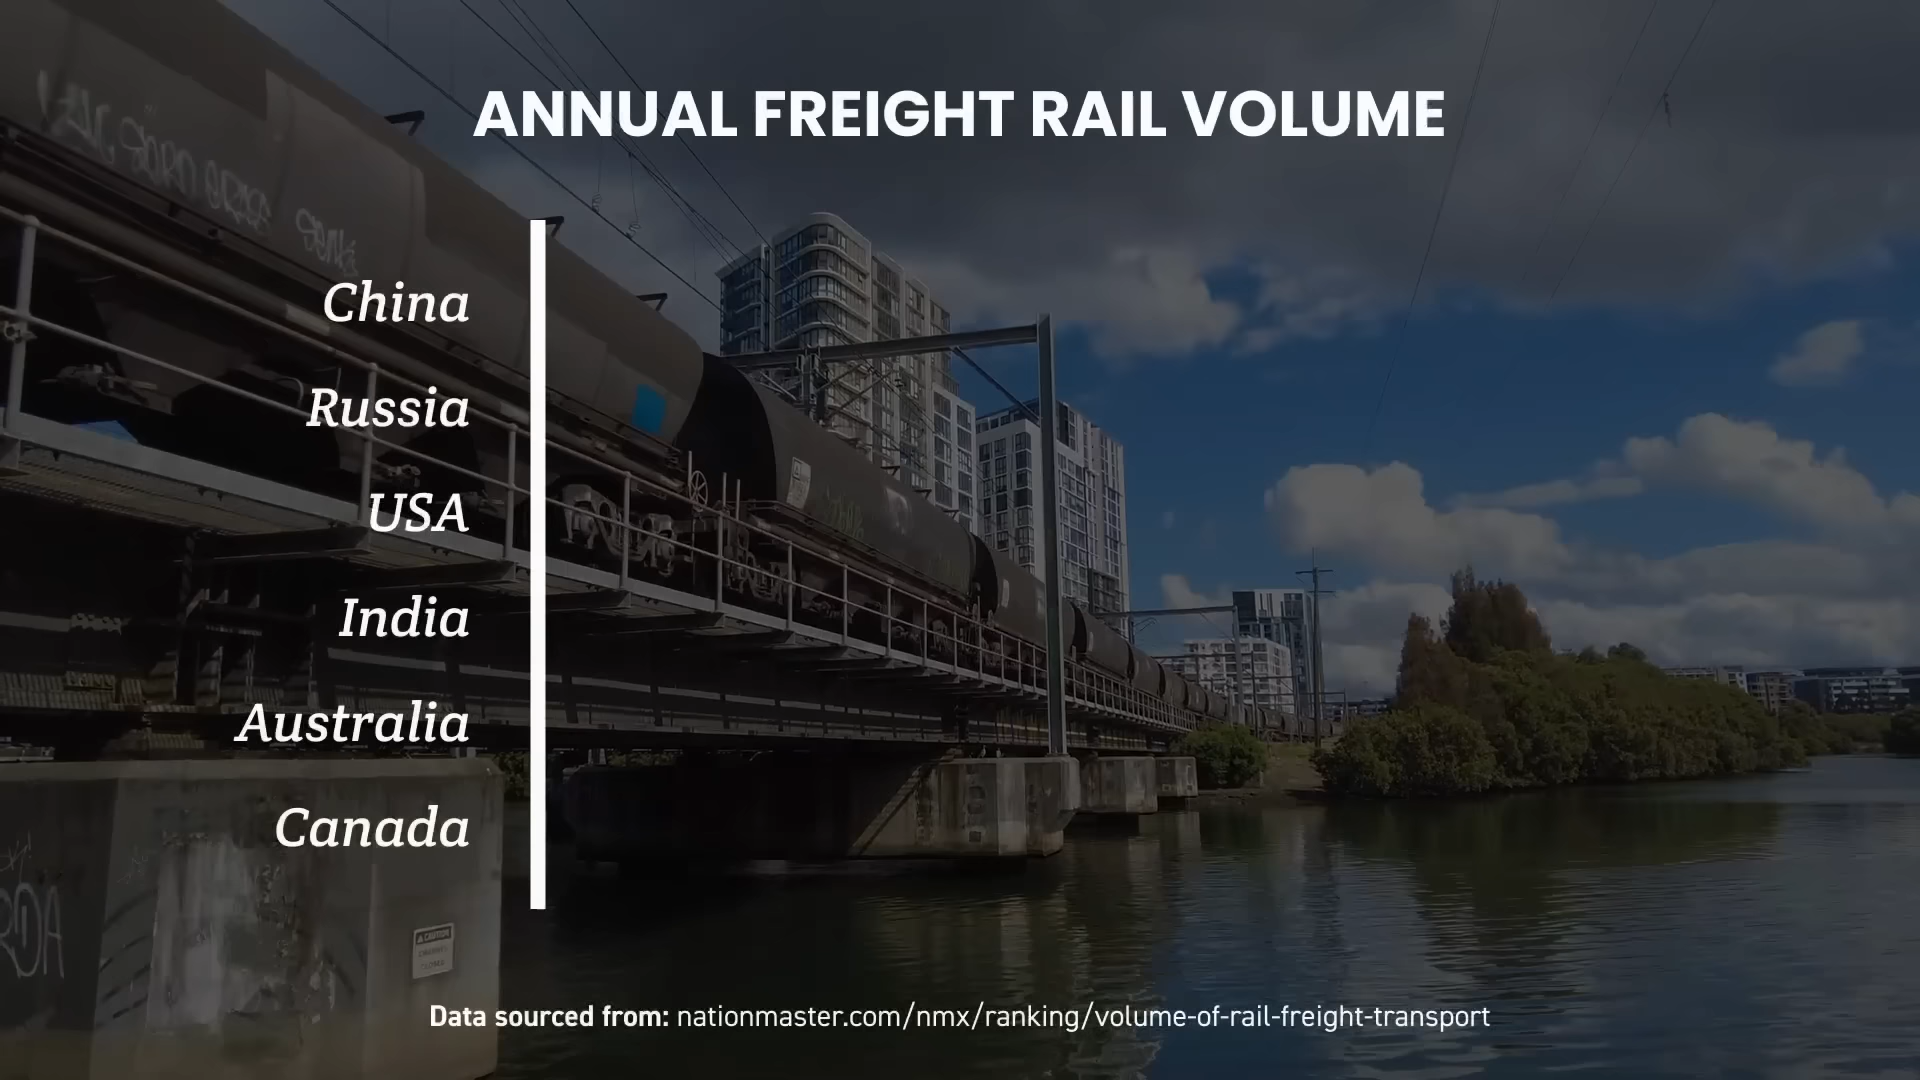 ANNUAL FREIGHT RAIL VOLUME
China
Russia
USA
India
Australia
Canada
CAUTION
Data sourced from: nationmaster.com/nmx/ranking/volume-of-rail-freight-transport